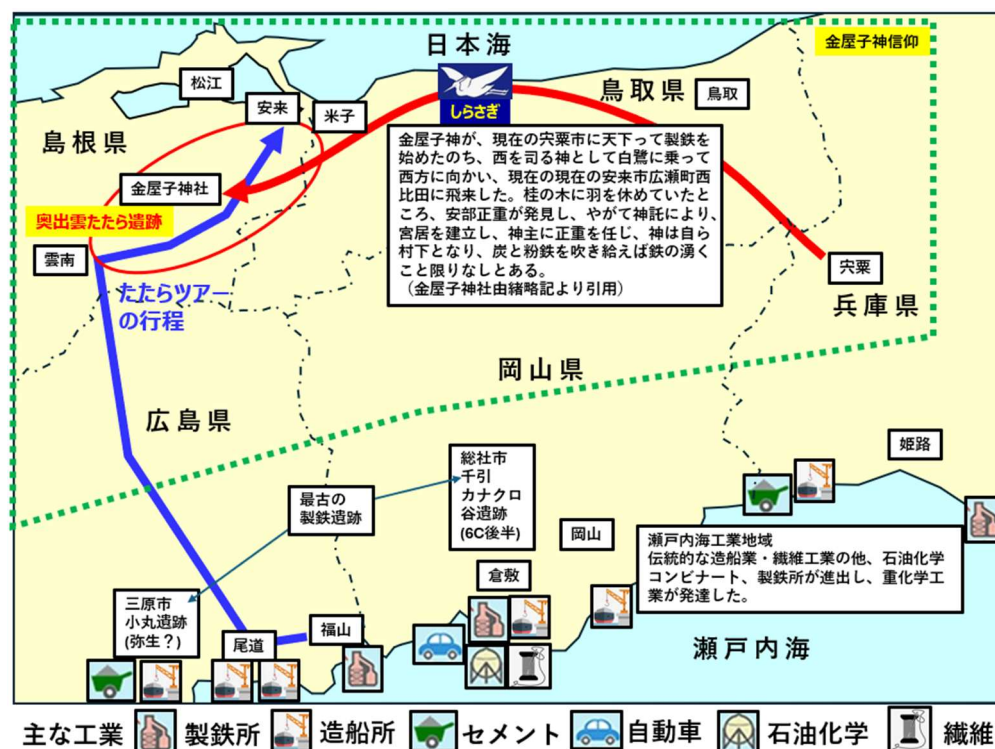 金屋子神信仰
日本海
松江
しらさぎ
鳥取県
鳥取
安来
米子
島根県
金屋子神社
奥出雲たたら遺跡
雲南
たたらツアー
の行程
金屋子神が、現在の宍粟市に天下って製鉄を
始めたのち、西を司る神として白鷺に乗って
西方に向かい、現在の現在の安来市広瀬町西
比田に飛来した。桂の木に羽を休めていたと
ころ、安部正重が発見し、やがて神託により、
宮居を建立し、神主に正重を任じ、神は自ら
村下となり、炭と粉鉄を吹き給えば鉄の湧く
こと限りなしとある。
（金屋子神社由緒略記より引用）
宍粟
兵庫県
岡山県
広島県
姫路
総社市
千引
カナクロ
谷遺跡
(6C後半)
最古の
製鉄遺跡
岡山
瀬戸内海工業地域
伝統的な造船業・繊維工業の他、石油化学
コンビナート、製鉄所が進出し、重化学工
業が発達した。
倉敷
三原市
小丸遺跡
(弥生？)
尾道
福山
瀬戸内海
主な工業
製鉄所
造船所
セメント
自動車
石油化学
繊維